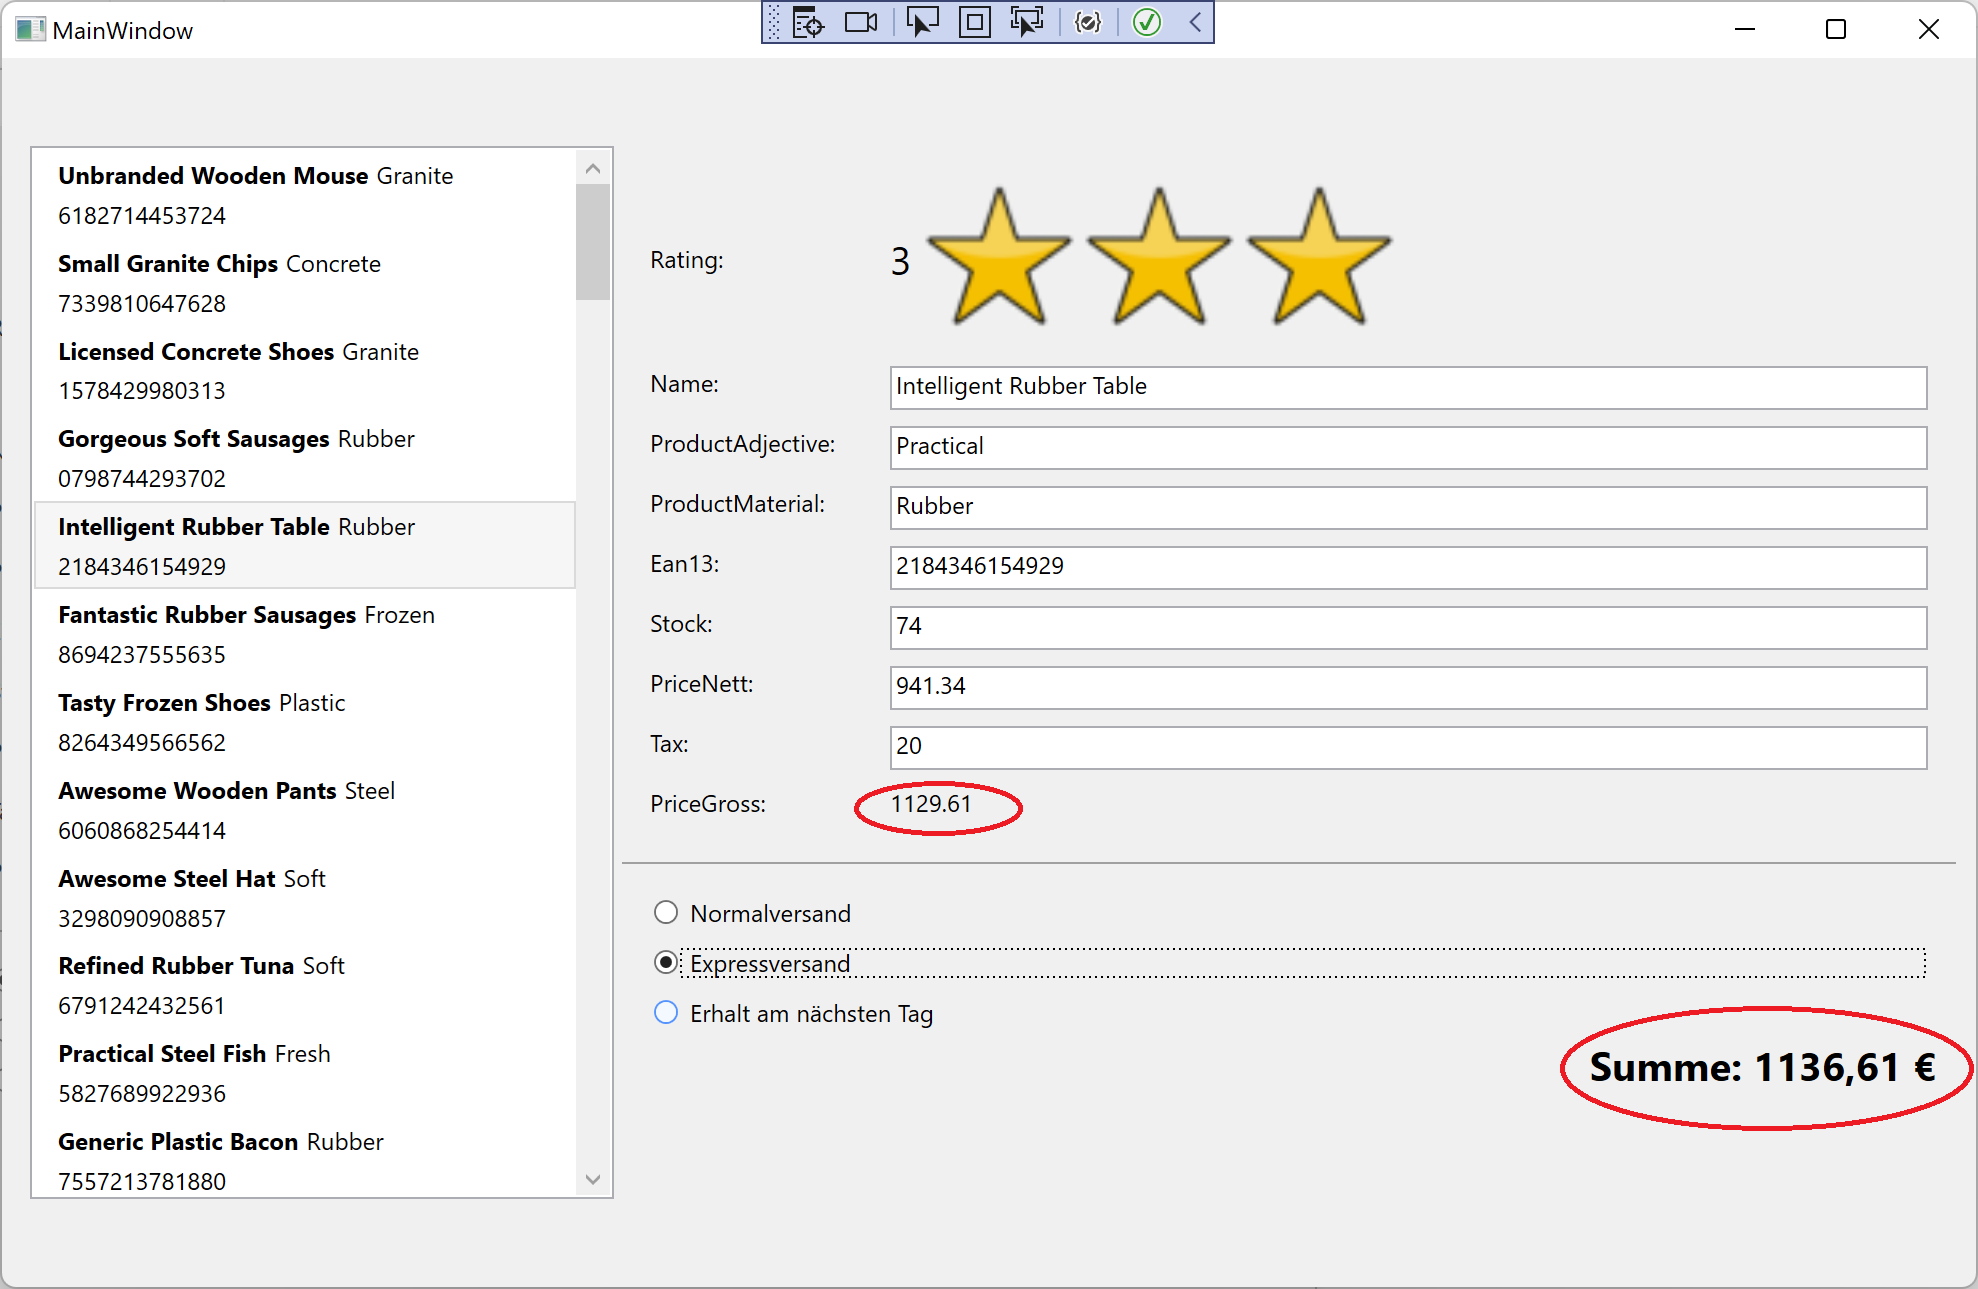 MainWindow
Unbranded Wooden Mouse Granite
6182714453724
Small Granite Chips Concrete
7339810647628
Licensed Concrete Shoes Granite
1578429980313
Gorgeous Soft Sausages Rubber
0798744293702
Intelligent Rubber Table Rubber
2184346154929
Fantastic Rubber Sausages Frozen
8694237555635
Tasty Frozen Shoes Plastic
8264349566562
Awesome Wooden Pants Steel
6060868254414
Awesome Steel Hat Soft
3298090908857
Refined Rubber Tuna Soft
6791242432561
Practical Steel Fish Fresh
5827689922936
Generic Plastic Bacon Rubber
7557213781880
Rating: 3
Name: Intelligent Rubber Table
ProductAdjective: Practical
ProductMaterial: Rubber
Ean13: 2184346154929
Stock: 74
PriceNett: 941.34
Tax: 20
PriceGross: 1129.61
Normalversand
Expressversand
Erhalt am nächsten Tag
Summe: 1136,61 €